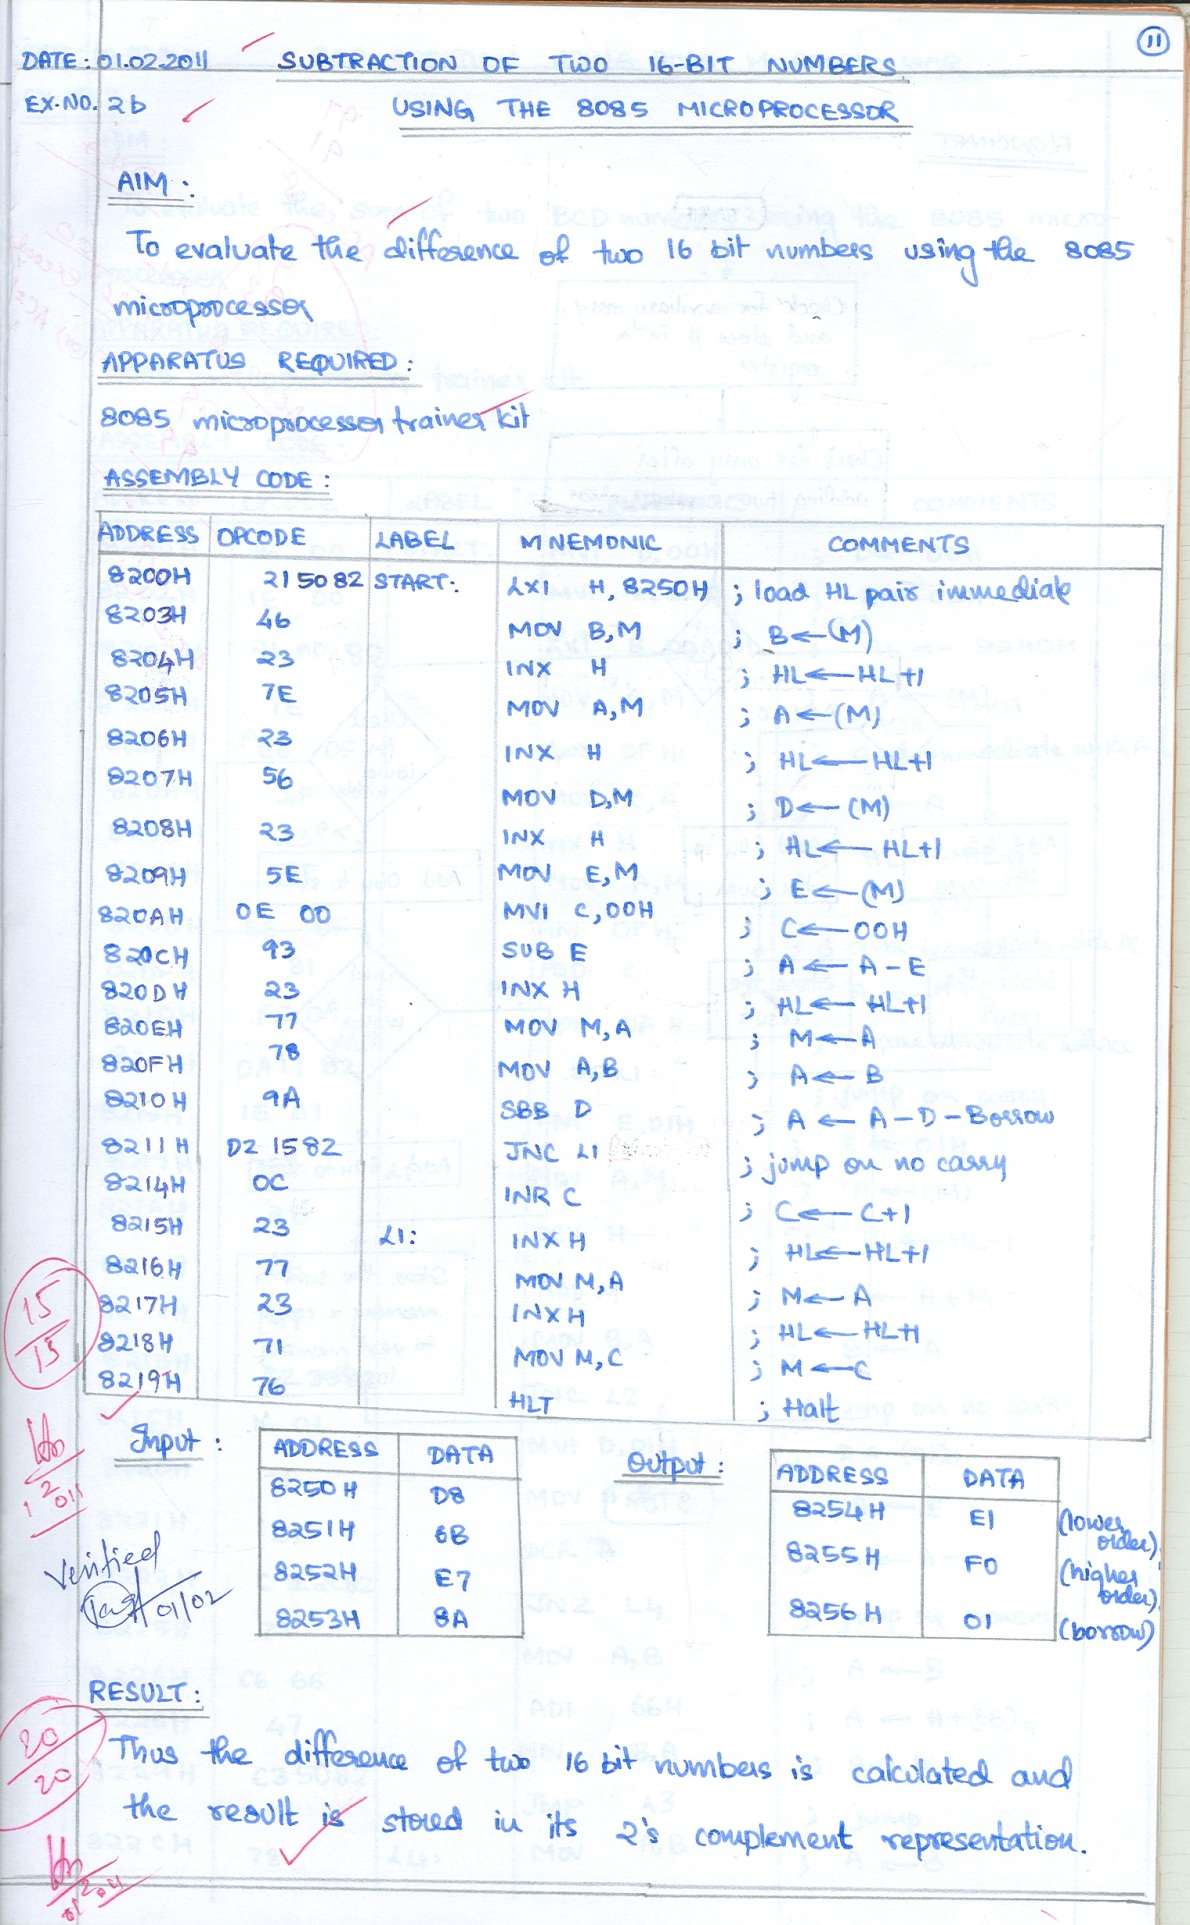 11
DATE: 01.02.2011 SUBTRACTION OF TWO 16-BIT NUMBERS
EX.NO. 2b USING THE 8085 MICROPROCESSOR
AIM:
To evaluate the difference of two 16 bit numbers using the 8085
microprocessor
APPARATUS REQUIRED:
8085 microprocessor trainer kit
ASSEMBLY CODE:
ADDRESS OPCODE LABEL MNEMONIC COMMENTS
8200H 21 50 82 START: LXI H, 8250H ; load HL pair immediate
8203H 46 MOV B,M ; B←(M)
8204H 23 INX H ; HL←HL+1
8205H 7E MOV A,M ; A←(M)
8206H 23 INX H ; HL←HL+1
8207H 56 MOV D,M ; D←(M)
8208H 23 INX H ; HL←HL+1
8209H 5E MOV E,M ; E←(M)
820AH 0E 00 MVI C,00H ; C←00H
820CH 93 SUB E ; A←A-E
820DH 23 INX H ; HL←HL+1
820EH 77 MOV M,A ; M←A
820FH 78 MOV A,B ; A←B
8210H 9A SBB D ; A←A-D-Borrow
8211H D2 15 82 JNC L1 ; jump on no carry
8214H 0C INR C ; C←C+1
8215H 23 L1: INX H ; HL←HL+1
8216H 77 MOV M,A ; M←A
8217H 23 INX H ; HL←HL+1
8218H 71 MOV M,C ; M←C
8219H 76 HLT ; Halt
15/15
Input:
ADDRESS DATA
8250H D8
8251H 6B
8252H E7
8253H 8A
Output:
ADDRESS DATA
8254H E1 (lower order)
8255H F0 (higher order)
8256H 01 (borrow)
Verified
01/02
RESULT:
20/20
Thus the difference of two 16 bit numbers is calculated and
the result is stored in its 2's complement representation.